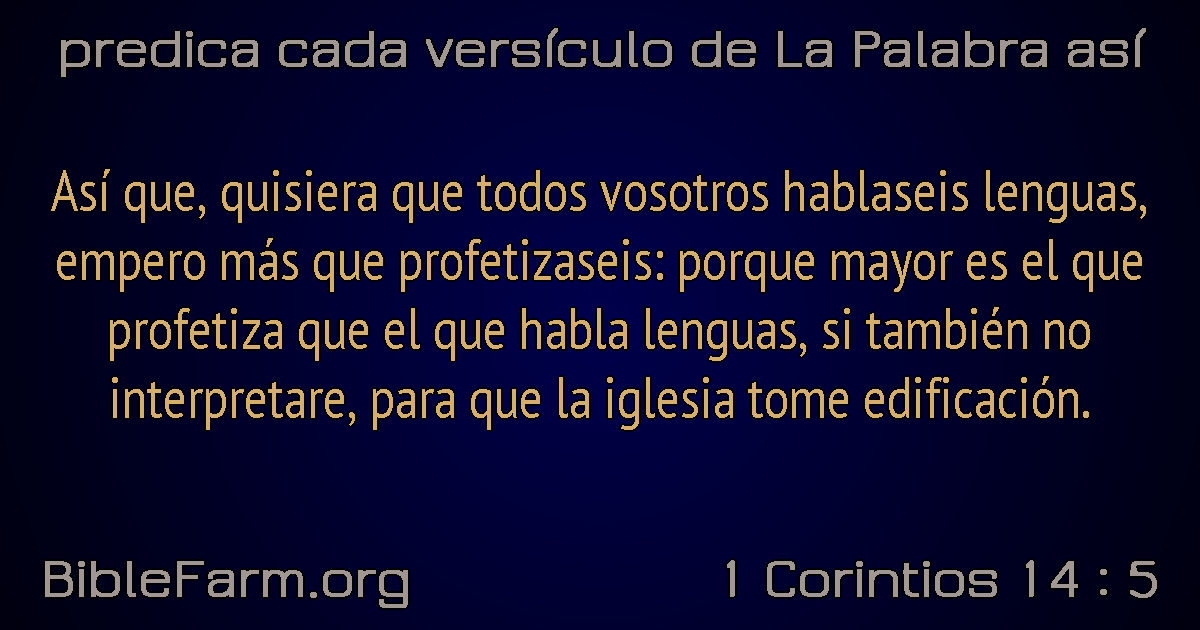 predica cada versículo de La Palabra así
Así que, quisiera que todos vosotros hablaseis lenguas,
empero más que profetizaseis: porque mayor es el que
profetiza que el que habla lenguas, si también no
interpretare, para que la iglesia tome edificación.
BibleFarm.org
1 Corintios 14 : 5